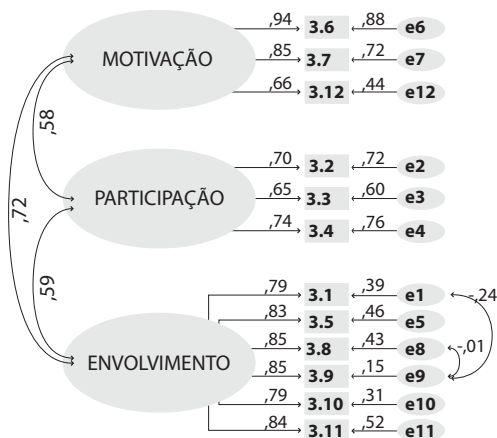 ,94 3.6 ,88 e6
MOTIVAÇÃO ,85 3.7 ,72 e7
,66 3.12 ,44 e12
,58
,70 3.2 ,72 e2
PARTICIPAÇÃO ,65 3.3 ,60 e3
,74 3.4 ,76 e4
,72
,59
,79 3.1 ,39 e1
-,24
,83 3.5 ,46 e5
,85 3.8 ,43 e8
-,01
ENVOLVIMENTO ,85 3.9 ,15 e9
,79 3.10 ,31 e10
,84 3.11 ,52 e11